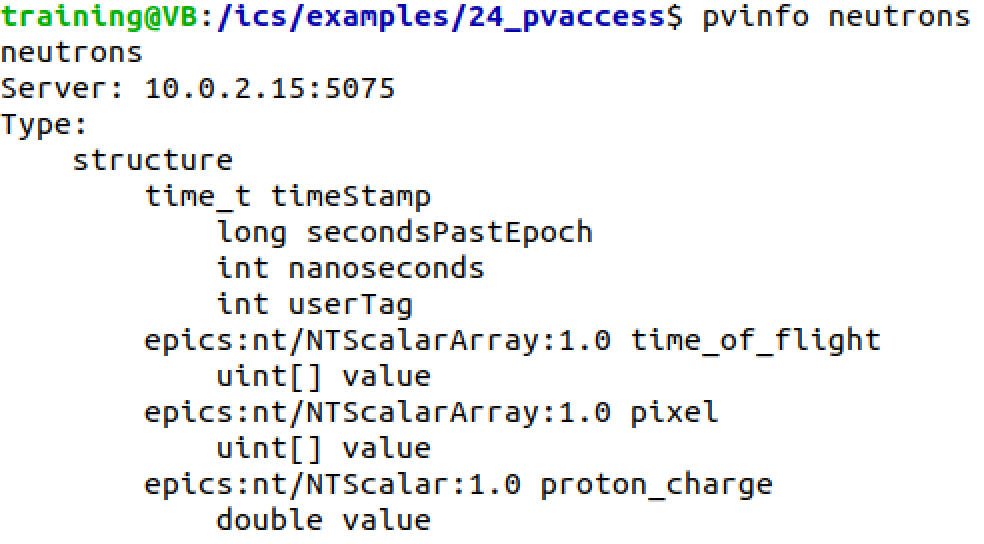 training@VB:/ics/examples/24_pvaccess$ pvinfo neutrons
neutrons
Server: 10.0.2.15:5075
Type:
    structure
        time_t timeStamp
            long secondsPastEpoch
            int nanoseconds
            int userTag
        epics:nt/NTScalarArray:1.0 time_of_flight
            uint[] value
        epics:nt/NTScalarArray:1.0 pixel
            uint[] value
        epics:nt/NTScalar:1.0 proton_charge
            double value